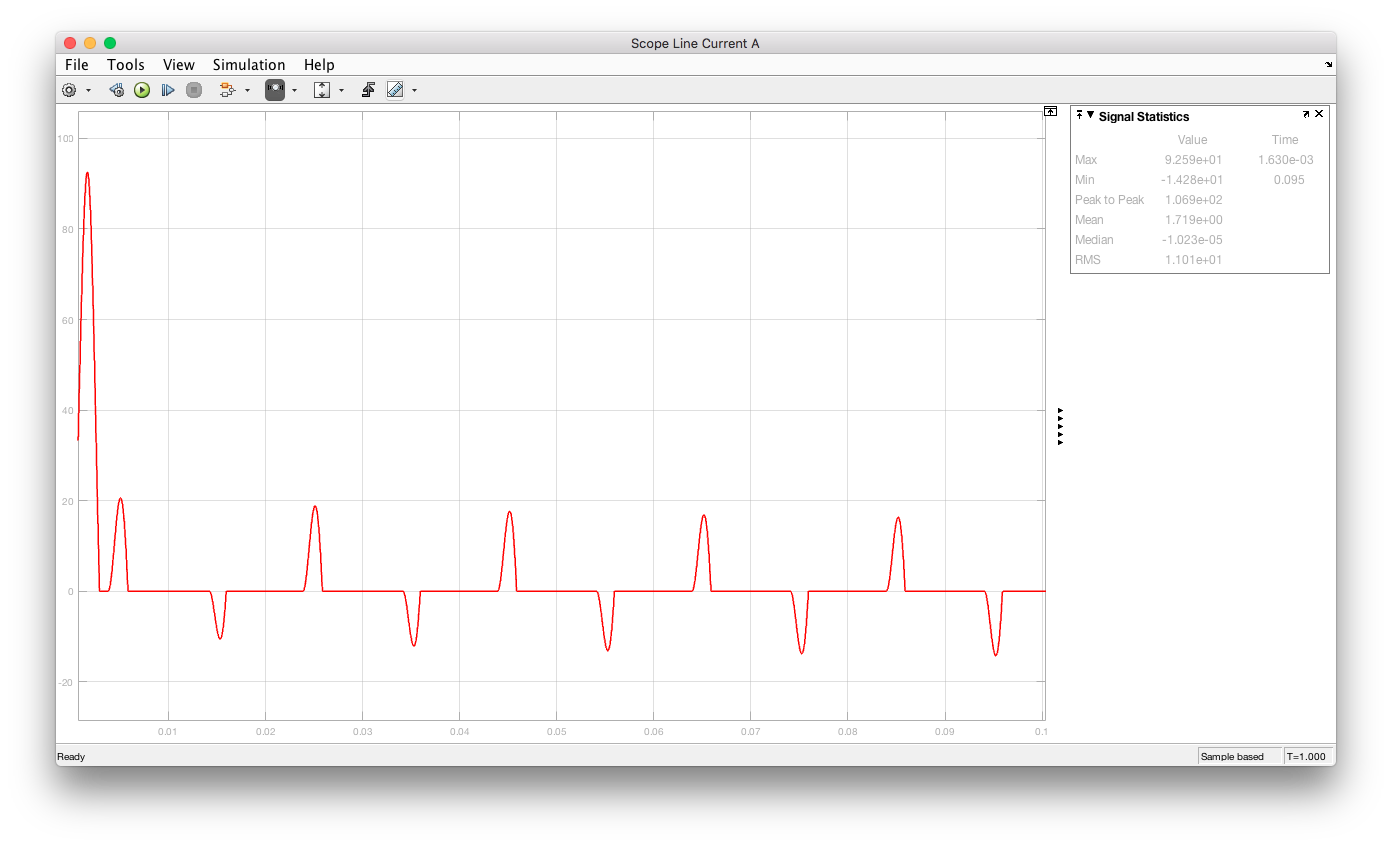 Scope Line Current A
File Tools View Simulation Help
Signal Statistics
Value Time
Max 9.259e+01 1.630e-03
Min -1.428e+01 0.095
Peak to Peak 1.069e+02
Mean 1.719e+00
Median -1.023e-05
RMS 1.101e+01
100
80
60
40
20
0
-20
0.01 0.02 0.03 0.04 0.05 0.06 0.07 0.08 0.09 0.1
Ready Sample based T=1.000